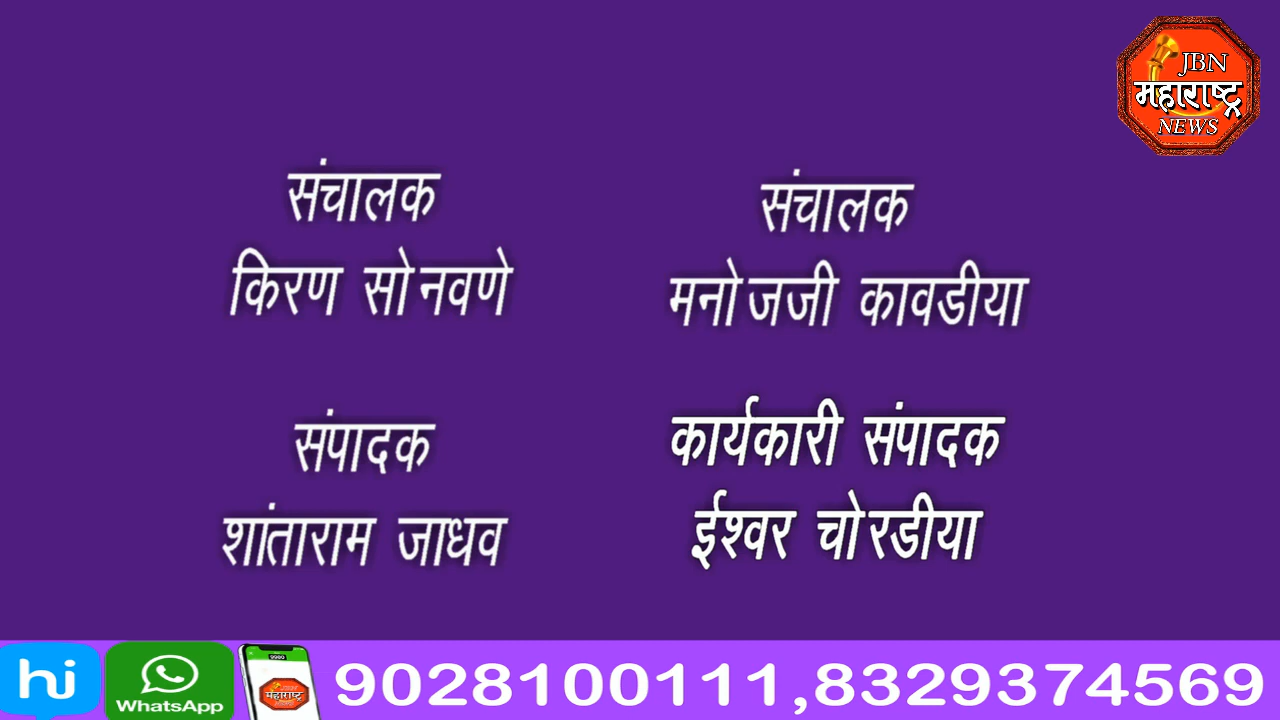 JBN
महाराष्ट्र
NEWS
संचालक
किरण सोनवणे
संचालक
मनोजजी कावडीया
संपादक
शांताराम जाधव
कार्यकारी संपादक
ईश्वर चोरडीया
hi
WhatsApp
महाराष्ट्र
9028100111,8329374569